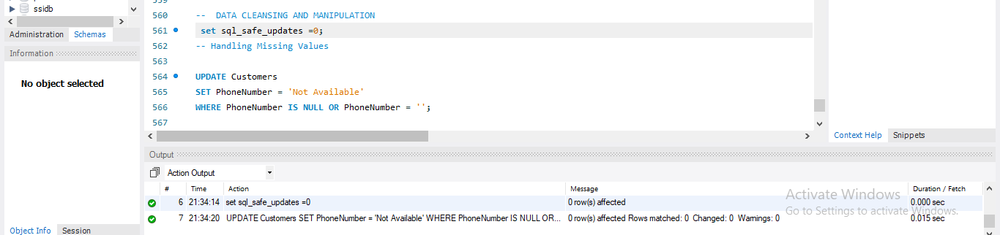 559
ssidb
Administration Schemas
Information
No object selected
560 -- DATA CLEANSING AND MANIPULATION
561 set sql_safe_updates =0;
562 -- Handling Missing Values
563
564 UPDATE Customers
565 SET PhoneNumber = 'Not Available'
566 WHERE PhoneNumber IS NULL OR PhoneNumber = '';
567
Context Help Snippets
Output
Action Output
# Time Action Message Duration / Fetch
6 21:34:14 set sql_safe_updates =0 0 row(s) affected 0.000 sec
7 21:34:20 UPDATE Customers SET PhoneNumber = 'Not Available' WHERE PhoneNumber IS NULL OR... 0 row(s) affected Rows matched: 0 Changed: 0 Warnings: 0 0.015 sec
Activate Windows
Go to Settings to activate Windows.
Object Info Session